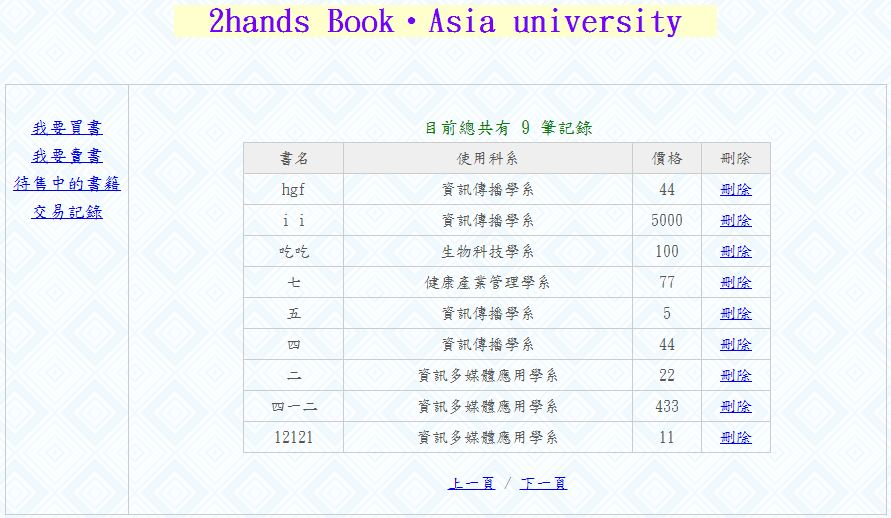 2hands Book·Asia university
我要買書
我要賣書
待售中的書籍
交易記錄
目前總共有 9 筆記錄
書名 使用科系 價格 刪除
hgf 資訊傳播學系 44 刪除
i i 資訊傳播學系 5000 刪除
吃吃 生物科技學系 100 刪除
七 健康產業管理學系 77 刪除
五 資訊傳播學系 5 刪除
四 資訊傳播學系 44 刪除
二 資訊多媒體應用學系 22 刪除
四一二 資訊多媒體應用學系 433 刪除
12121 資訊多媒體應用學系 11 刪除
上一頁 / 下一頁